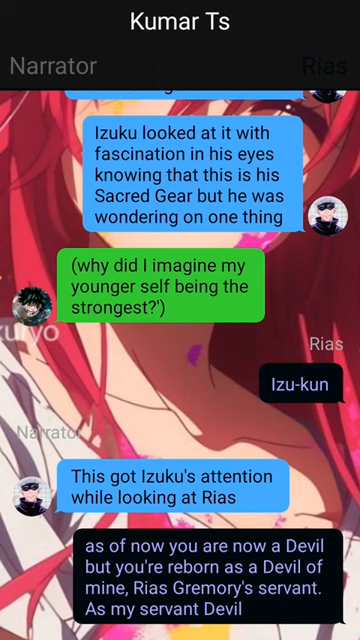 Kumar Ts
Narrator
Rias
Izuku looked at it with
fascination in his eyes
knowing that this is his
Sacred Gear but he was
wondering on one thing
(why did I imagine my
younger self being the
strongest?')
Rias
Izu-kun
Narrator
This got Izuku's attention
while looking at Rias
as of now you are now a Devil
but you're reborn as a Devil of
mine, Rias Gremory's servant.
As my servant Devil